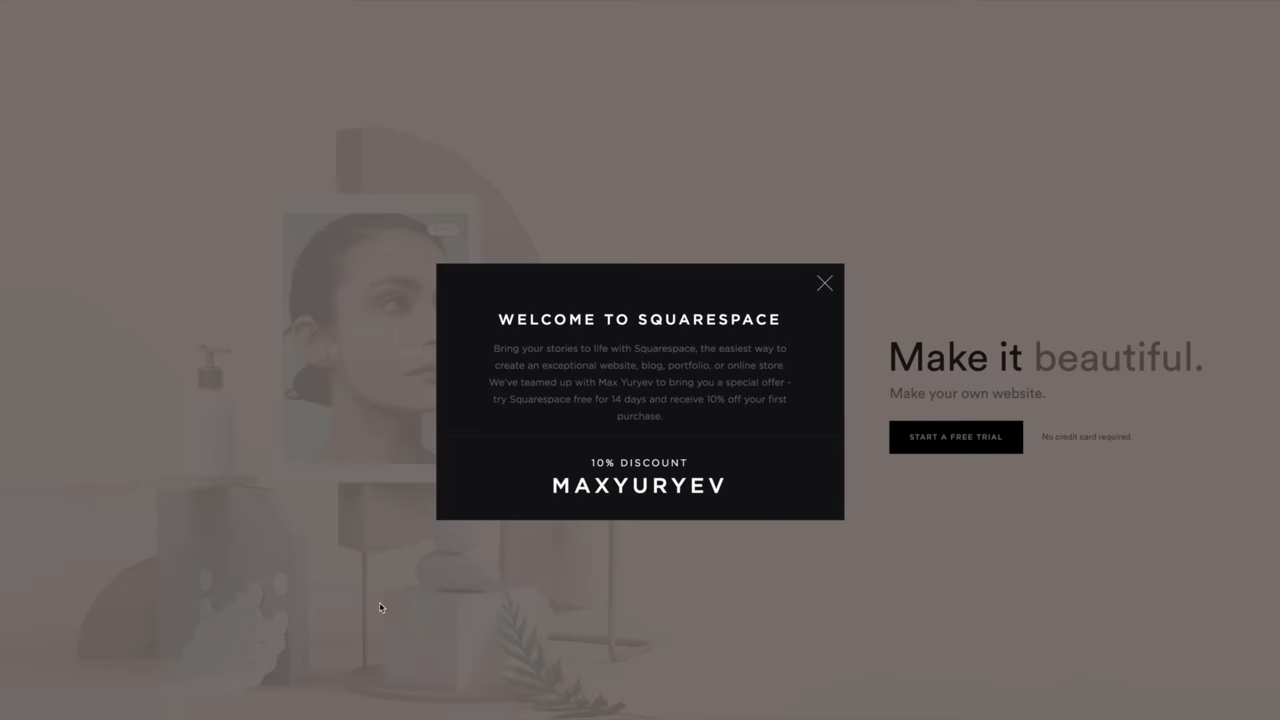 WELCOME TO SQUARESPACE
Bring your stories to life with Squarespace, the easiest way to
create an exceptional website, blog, portfolio, or online store.
We've teamed up with Max Yuryev to bring you a special offer -
try Squarespace free for 14 days and receive 10% off your first
purchase.
10% DISCOUNT
MAXYURYEV
Make it beautiful.
Make your own website.
START A FREE TRIAL
No credit card required.